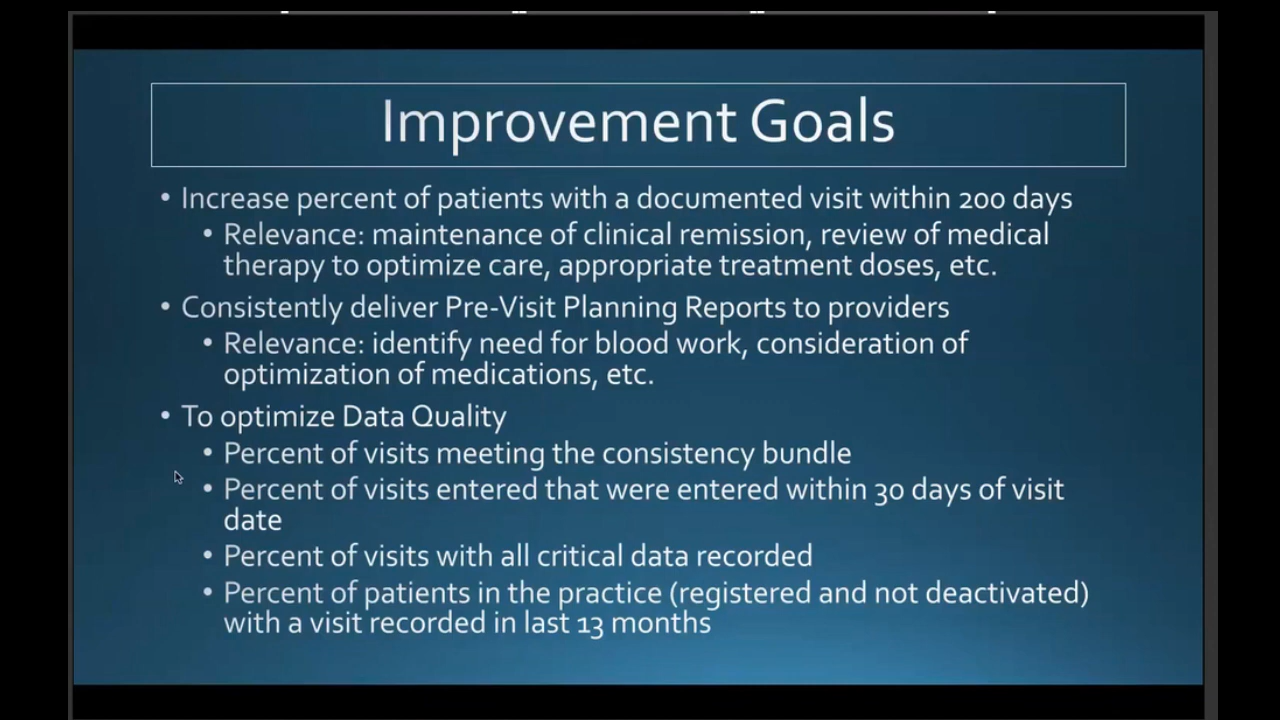 Improvement Goals
• Increase percent of patients with a documented visit within 200 days
• Relevance: maintenance of clinical remission, review of medical
therapy to optimize care, appropriate treatment doses, etc.
• Consistently deliver Pre-Visit Planning Reports to providers
• Relevance: identify need for blood work, consideration of
optimization of medications, etc.
• To optimize Data Quality
• Percent of visits meeting the consistency bundle
• Percent of visits entered that were entered within 30 days of visit
date
• Percent of visits with all critical data recorded
• Percent of patients in the practice (registered and not deactivated)
with a visit recorded in last 13 months